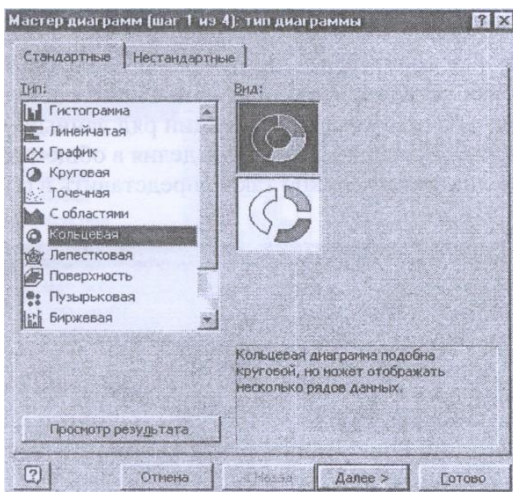 Мастер диаграмм (шаг 1 из 4): тип диаграммы
Стандартные
Нестандартные
Тип:
Гистограмма
Линейчатая
График
Круговая
Точечная
С областями
Кольцевая
Лепестковая
Поверхность
Пузырьковая
Биржевая
Вид:
Кольцевая диаграмма подобна
круговой, но может отображать
несколько рядов данных.
Просмотр результата
Отмена
< Назад
Далее >
Готово